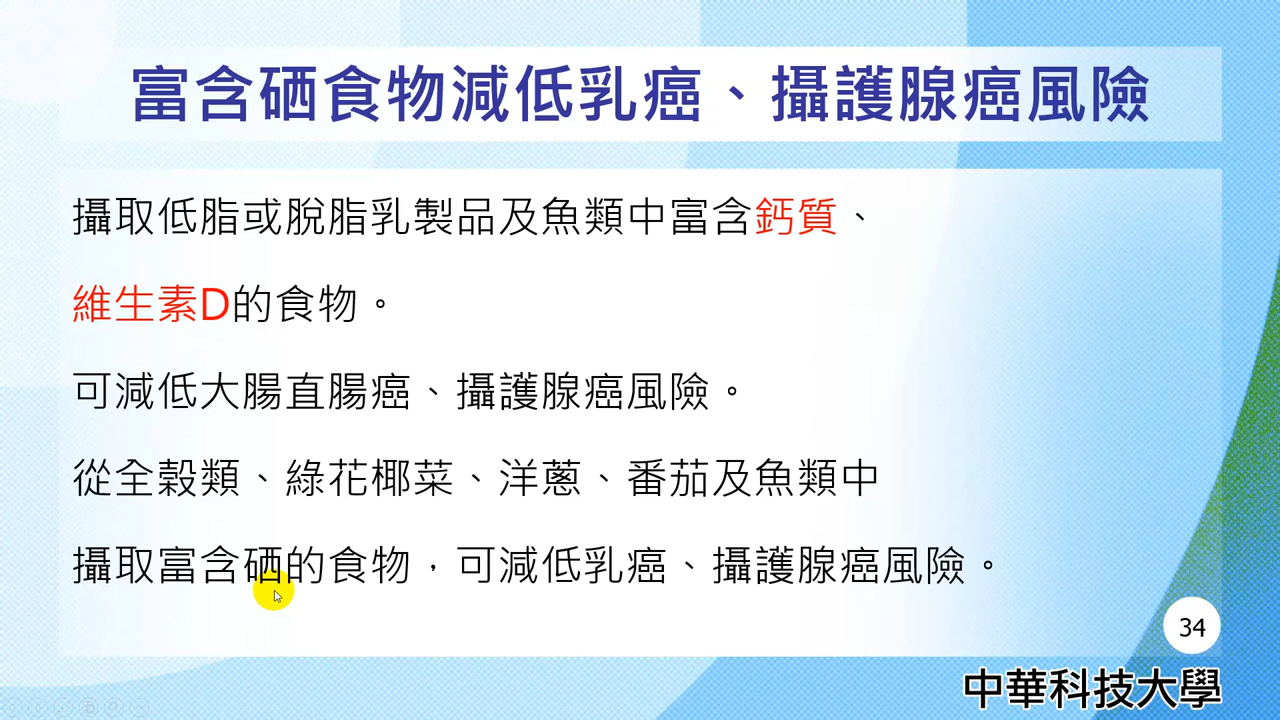 富含硒食物減低乳癌、攝護腺癌風險
攝取低脂或脫脂乳製品及魚類中富含鈣質、
維生素D的食物。
可減低大腸直腸癌、攝護腺癌風險。
從全穀類、綠花椰菜、洋蔥、番茄及魚類中
攝取富含硒的食物，可減低乳癌、攝護腺癌風險。
34
中華科技大學